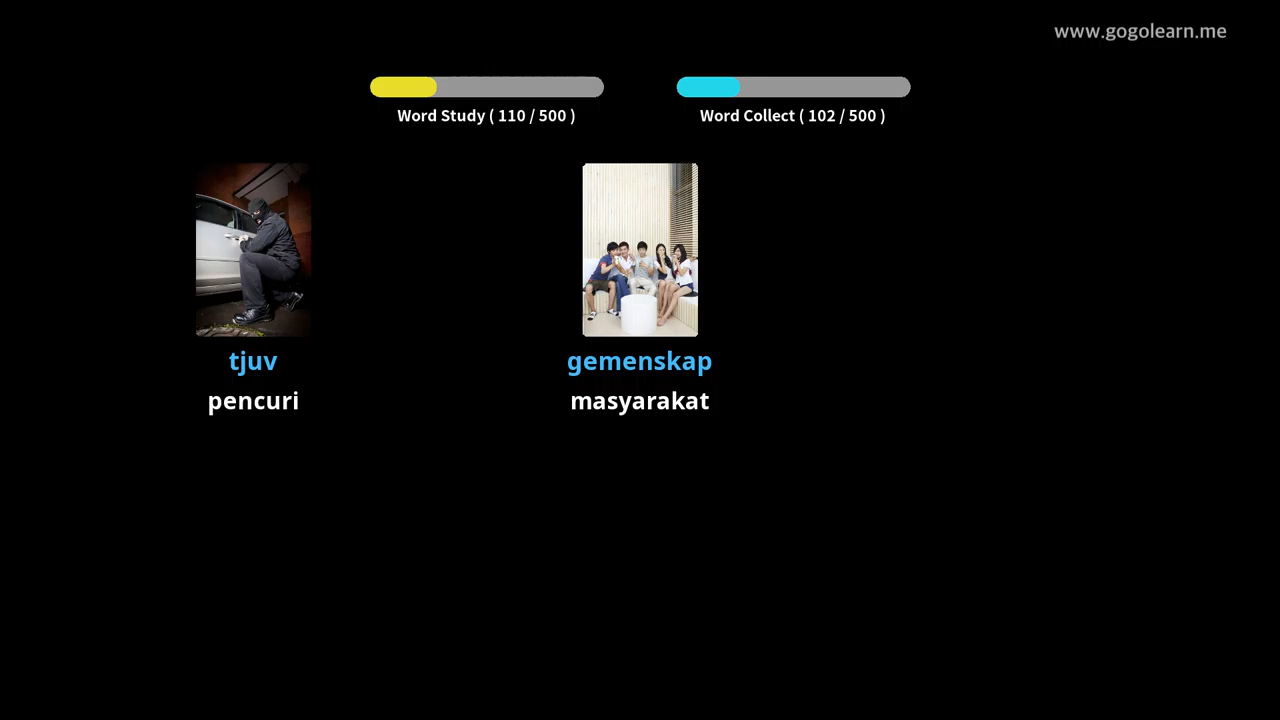 www.gogolearn.me
Word Study ( 110 / 500 )
Word Collect ( 102 / 500 )
tjuv
gemenskap
pencuri
masyarakat